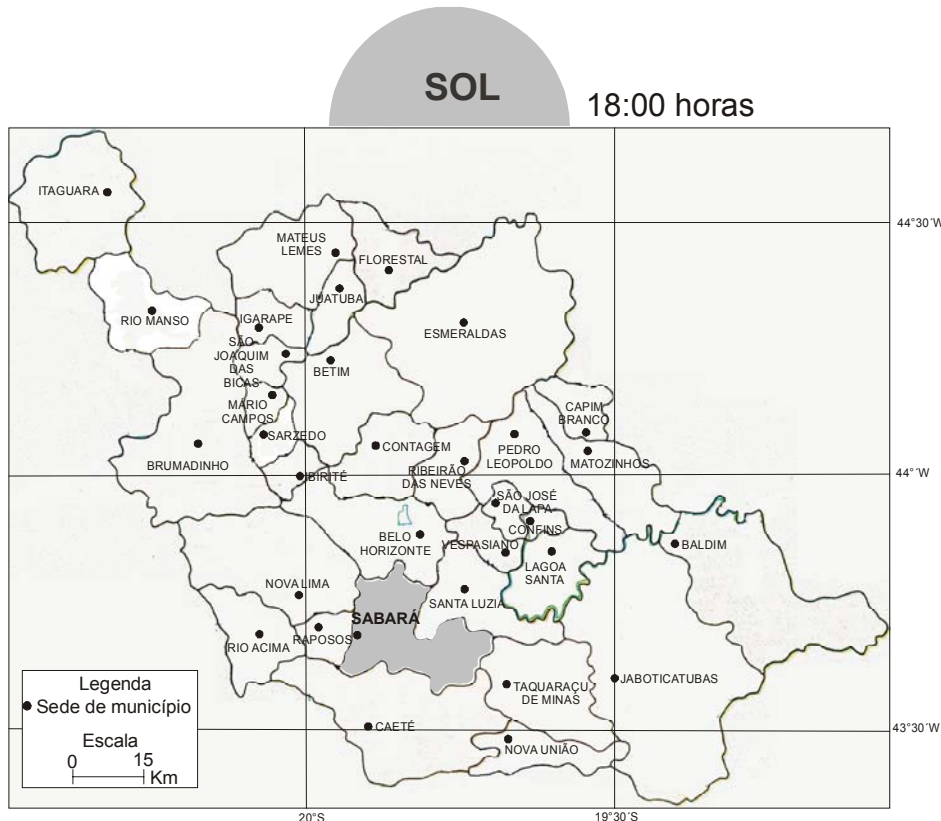 SOL
18:00 horas
ITAGUARA
44°30´W
MATEUS
LEMES
FLORESTAL
JUATUBA
RIO MANSO
IGARAPE
ESMERALDAS
SÃO
JOAQUIM
DAS
BICAS
BETIM
MÁRIO
CAMPOS
CAPIM
BRANCO
SARZEDO
CONTAGEM
PEDRO
LEOPOLDO
MATOZINHOS
BRUMADINHO
IBIRITÉ
RIBEIRÃO
DAS NEVES
44°W
SÃO JOSÉ
DA LAPA
CONFINS
BELO
HORIZONTE
VESPASIANO
BALDIM
LAGOA
SANTA
NOVA LIMA
SANTA LUZIA
SABARÁ
RIO ACIMA
RAPOSOS
TAQUARAÇU
DE MINAS
JABOTICATUBAS
CAETÉ
43°30´W
NOVA UNIÃO
Legenda
Sede de município
Escala
0 15
Km
20°S
19°30´S